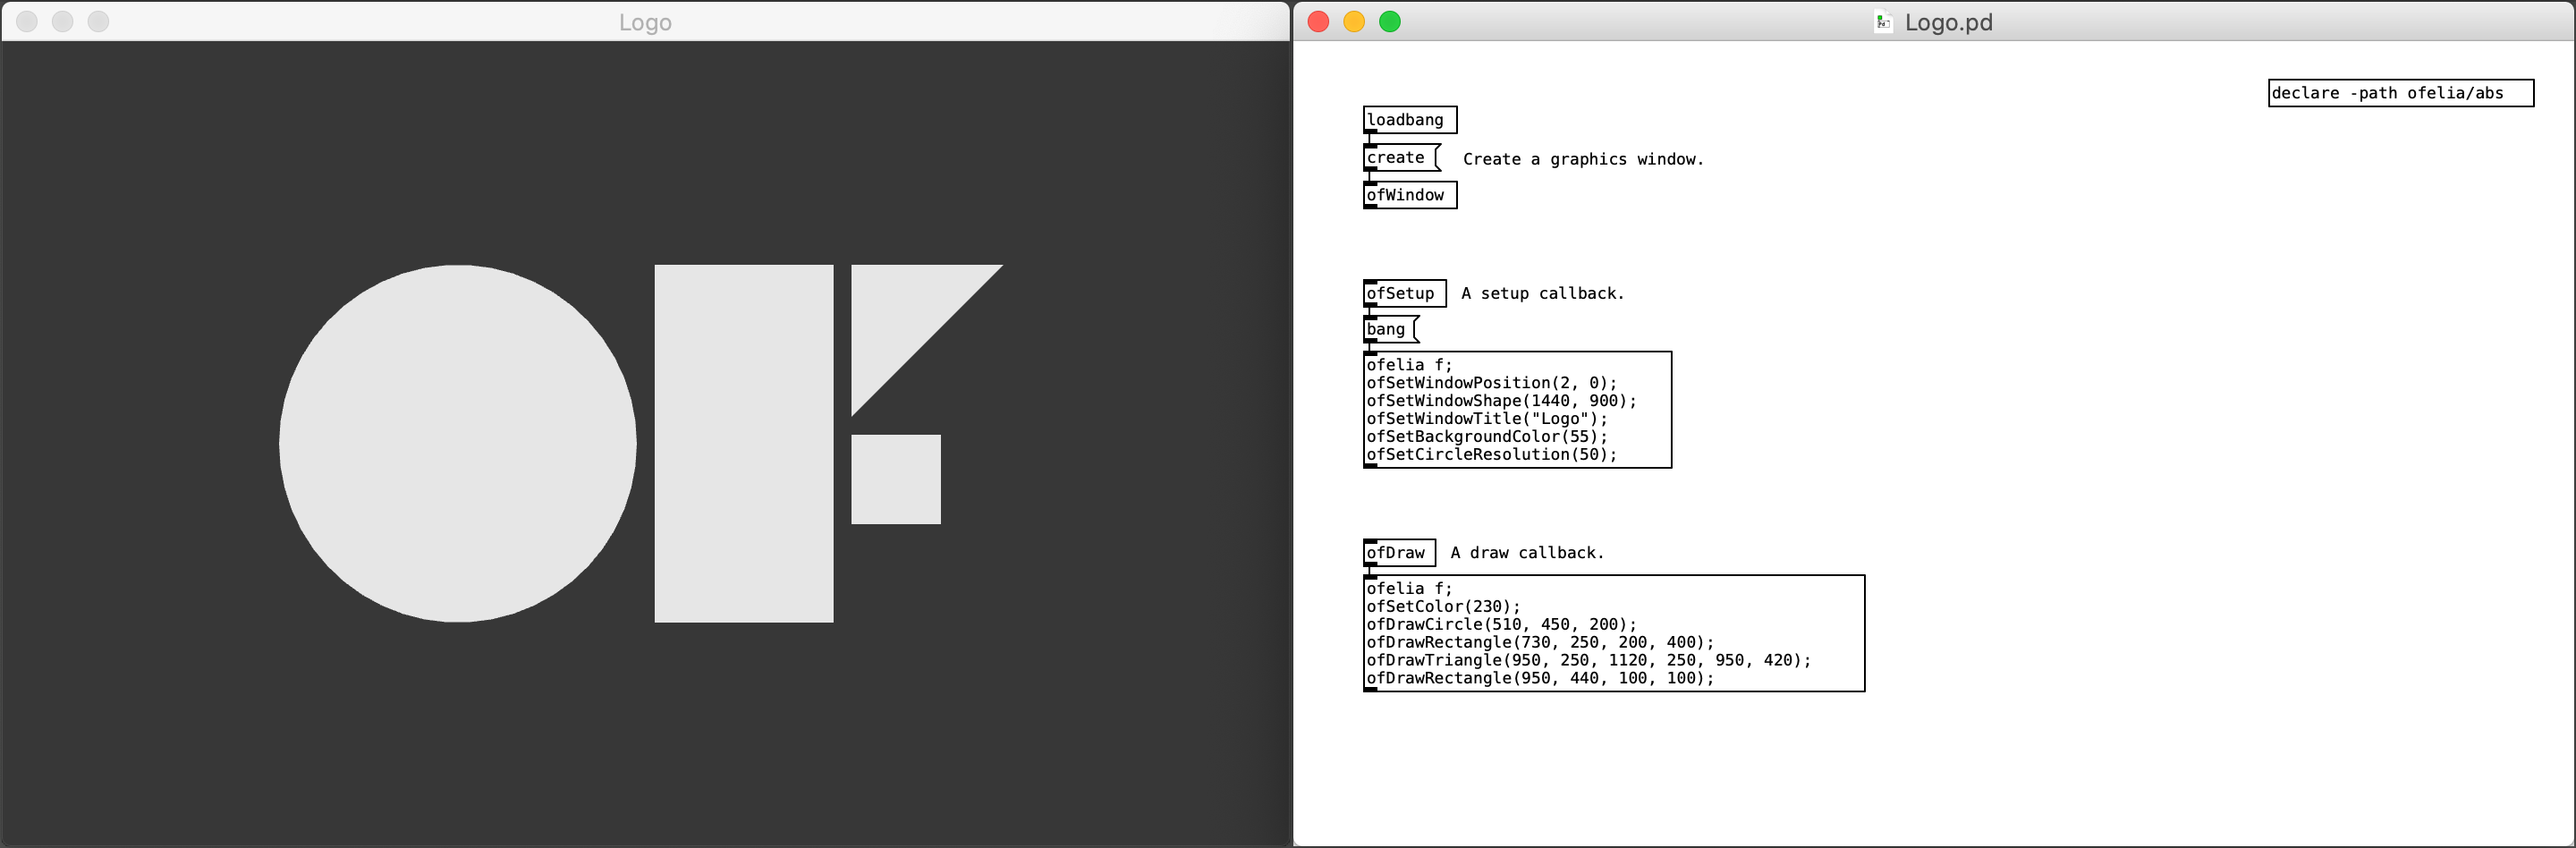 Logo
Logo.pd
declare -path ofelia/abs
loadbang
create
Create a graphics window.
ofWindow
ofSetup
A setup callback.
bang
ofelia f;
ofSetWindowPosition(2, 0);
ofSetWindowShape(1440, 900);
ofSetWindowTitle("Logo");
ofSetBackgroundColor(55);
ofSetCircleResolution(50);
ofDraw
A draw callback.
ofelia f;
ofSetColor(230);
ofDrawCircle(510, 450, 200);
ofDrawRectangle(730, 250, 200, 400);
ofDrawTriangle(950, 250, 1120, 250, 950, 420);
ofDrawRectangle(950, 440, 100, 100);